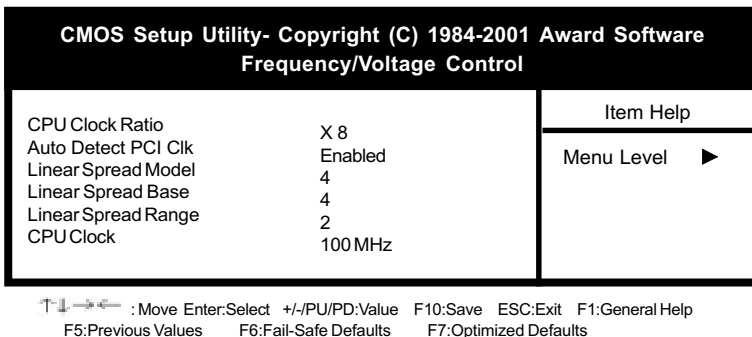 CMOS Setup Utility- Copyright (C) 1984-2001 Award Software
Frequency/Voltage Control
CPU Clock Ratio X 8
Auto Detect PCI Clk Enabled
Linear Spread Model 4
Linear Spread Base 4
Linear Spread Range 2
CPU Clock 100 MHz
Item Help
Menu Level ▶
↑↓→← : Move Enter:Select +/-/PU/PD:Value F10:Save ESC:Exit F1:General Help
F5:Previous Values F6:Fail-Safe Defaults F7:Optimized Defaults